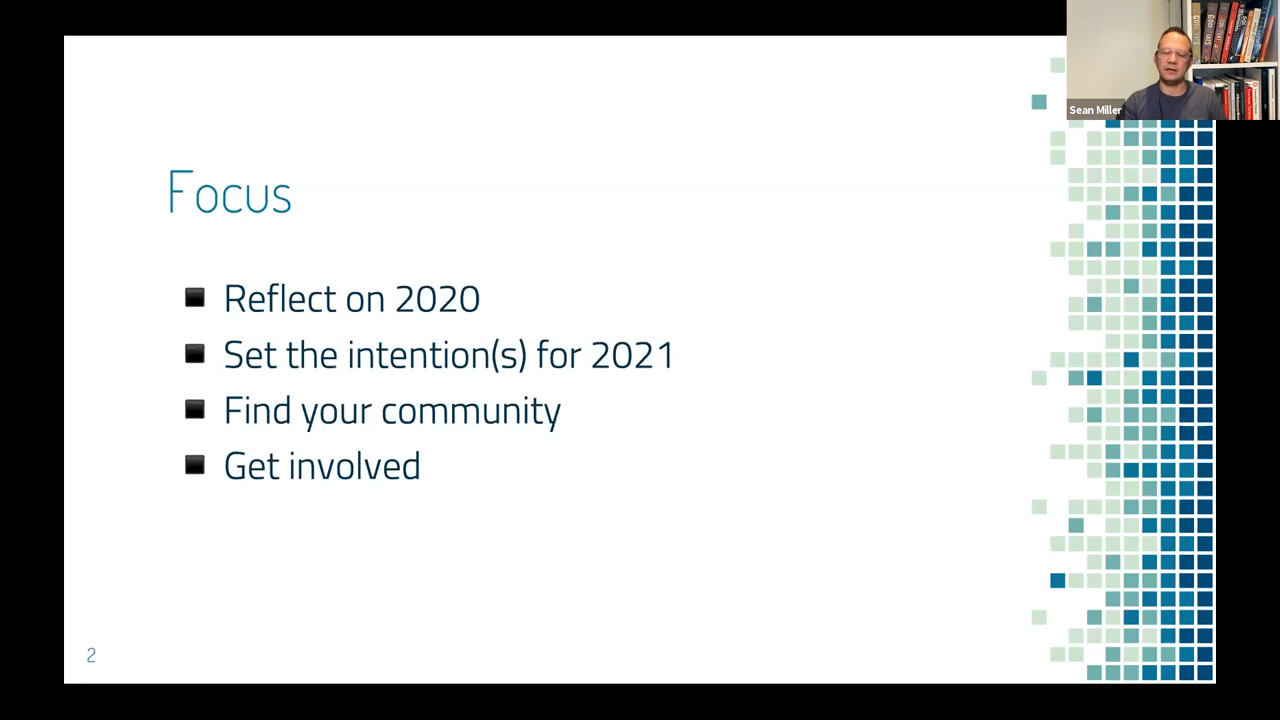 Focus
Reflect on 2020
Set the intention(s) for 2021
Find your community
Get involved
2
Sean Miller